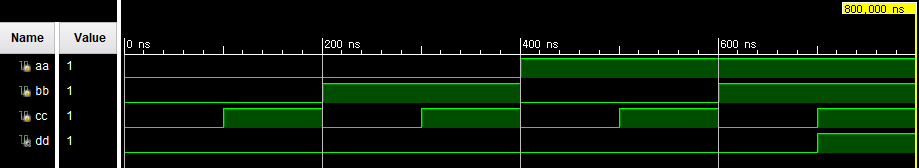 800,000 ns
Name Value
0 ns 200 ns 400 ns 600 ns
aa 1
bb 1
cc 1
dd 1